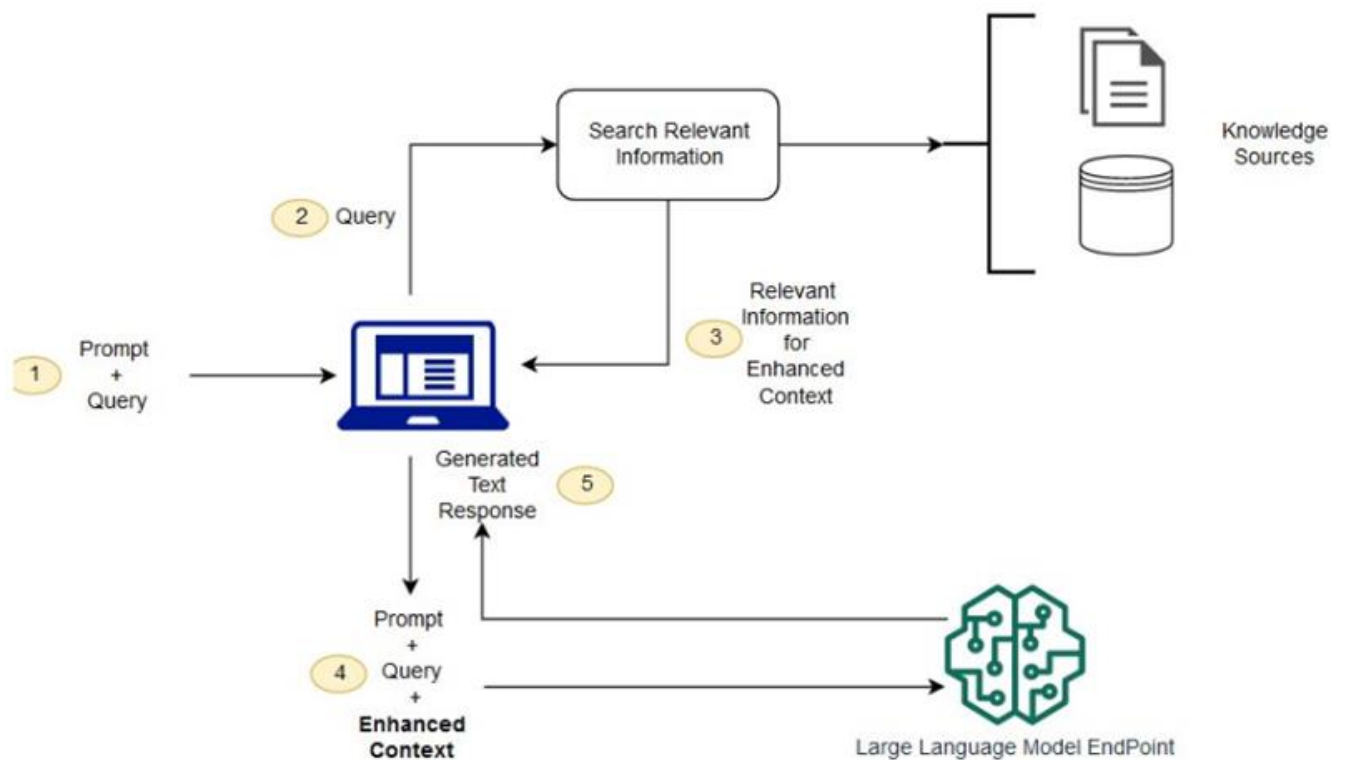 Search Relevant
Information
Knowledge
Sources
2 Query
3
Relevant
Information
for
Enhanced
Context
1
Prompt
+
Query
Generated
Text
Response
5
4
Prompt
+
Query
+
Enhanced
Context
Large Language Model EndPoint